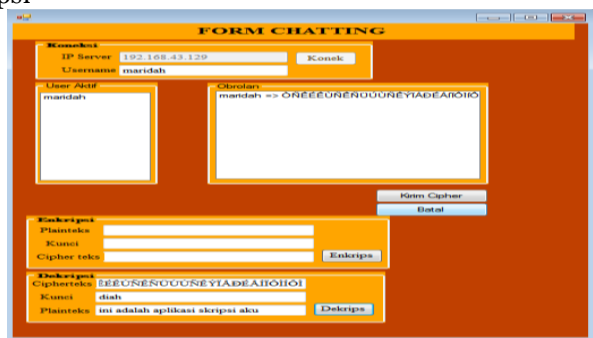 FORM CHATTING
Koneksi
IP Server 192.168.43.129 Konek
Username maridah
User Aktif
maridah
Obrolan
maridah =>
Kirim Cipher
Batal
Enkripsi
Plainteks
Kunci
Cipher teks Enkrips
Dekripsi
Cipherteks
Kunci diah
Plainteks ini adalah aplikasi skripsi aku Dekrips